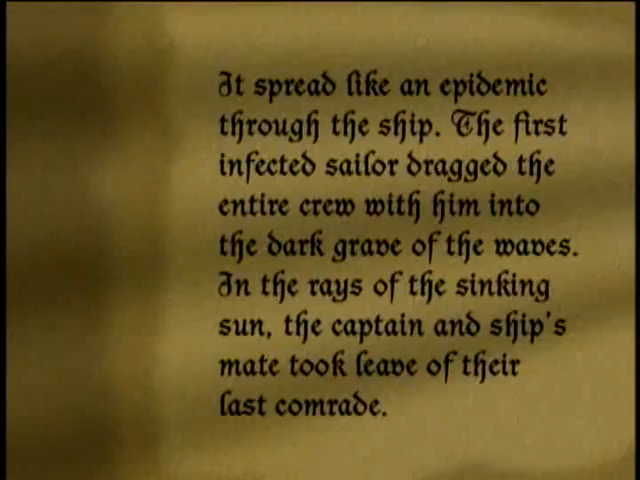 It spread like an epidemic
through the ship. The first
infected sailor dragged the
entire crew with him into
the dark grave of the waves.
In the rays of the sinking
sun, the captain and ship's
mate took leave of their
last comrade.